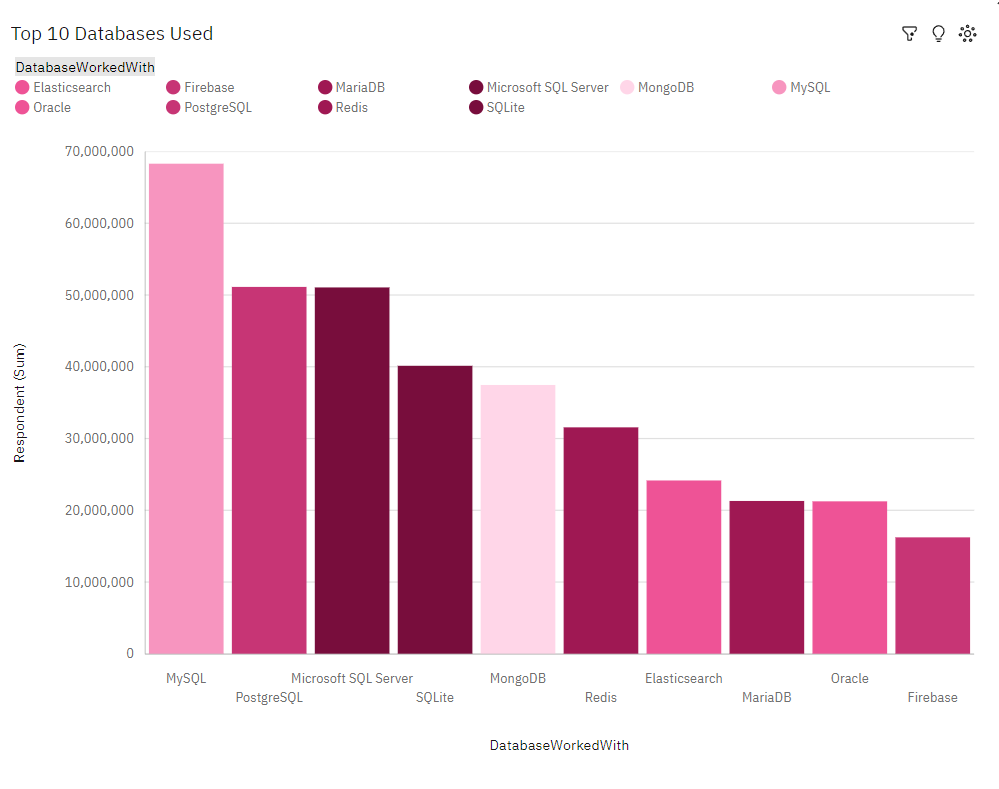 Top 10 Databases Used
DatabaseWorkedWith
Elasticsearch Firebase MariaDB Microsoft SQL Server MongoDB MySQL
Oracle PostgreSQL Redis SQLite
70,000,000
60,000,000
50,000,000
40,000,000
30,000,000
20,000,000
10,000,000
0
Respondent (Sum)
MySQL Microsoft SQL Server MongoDB Elasticsearch Oracle
PostgreSQL SQLite Redis MariaDB Firebase
DatabaseWorkedWith